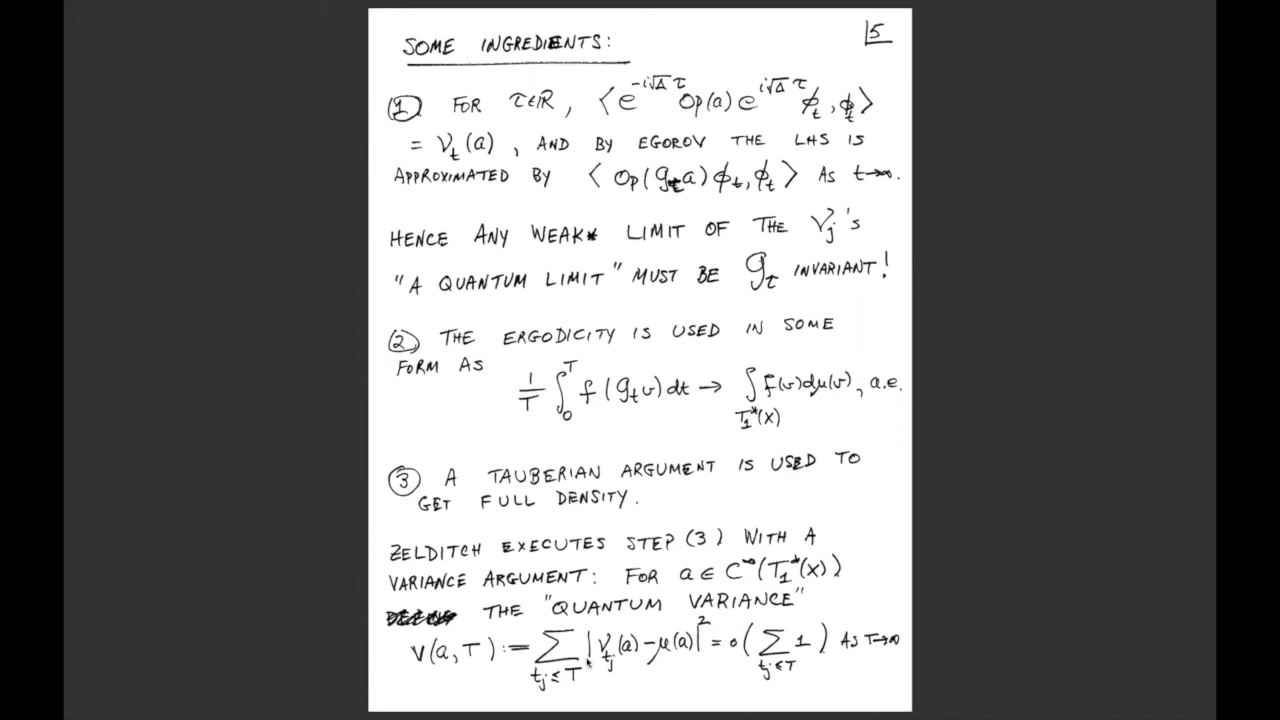 SOME INGREDIENTS:
5
(1) FOR τ∈ℝ, ⟨e^{-i√Δ τ} Op(a) e^{i√Δ τ} ϕ_t, ϕ_t⟩
= ν_t(a), AND BY EGOROV THE LHS IS
APPROXIMATED BY ⟨Op(g_τ a) ϕ_t, ϕ_t⟩ AS t→∞.
HENCE ANY WEAK* LIMIT OF THE ν_j's
"A QUANTUM LIMIT" MUST BE g_τ INVARIANT!
(2) THE ERGODICITY IS USED IN SOME
FORM AS
1/T ∫_0^T f(g_t v) dt → ∫_{T_1^*(X)} f(v)dμ(v), a.e.
(3) A TAUBERIAN ARGUMENT IS USED TO
GET FULL DENSITY.
ZELDITCH EXECUTES STEP (3) WITH A
VARIANCE ARGUMENT: FOR a ∈ C^∞(T_1^*(X))
THE "QUANTUM VARIANCE"
V(a,T) := ∑_{t_j ≤ T} |ν_{t_j}(a) − μ(a)|^2 = o(∑_{t_j ≤ T} 1) AS T→∞